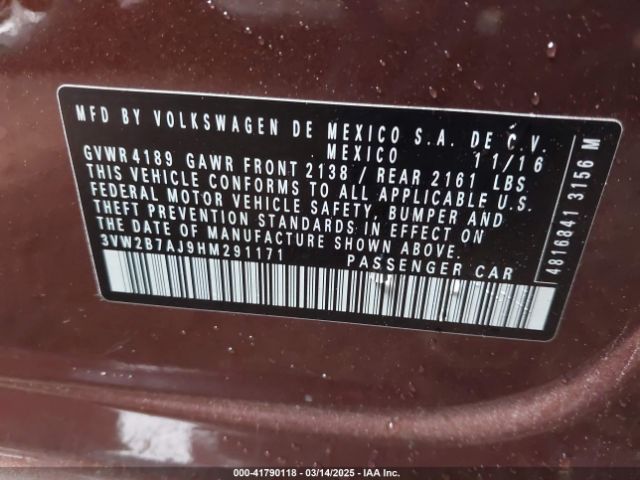 MFD BY VOLKSWAGEN DE MEXICO S.A. DE C.V.
MEXICO 11/16
GVWR 4189 GAWR FRONT 2138 / REAR 2161 LBS
THIS VEHICLE CONFORMS TO ALL APPLICABLE U.S.
FEDERAL MOTOR VEHICLE SAFETY, BUMPER AND
THEFT PREVENTION STANDARDS IN EFFECT ON
THE DATE OF MANUFACTURE SHOWN ABOVE.
3VW2B7AJ9HM291171 PASSENGER CAR
4816841 3156 M
000-41790118 - 03/14/2025 - IAA Inc.